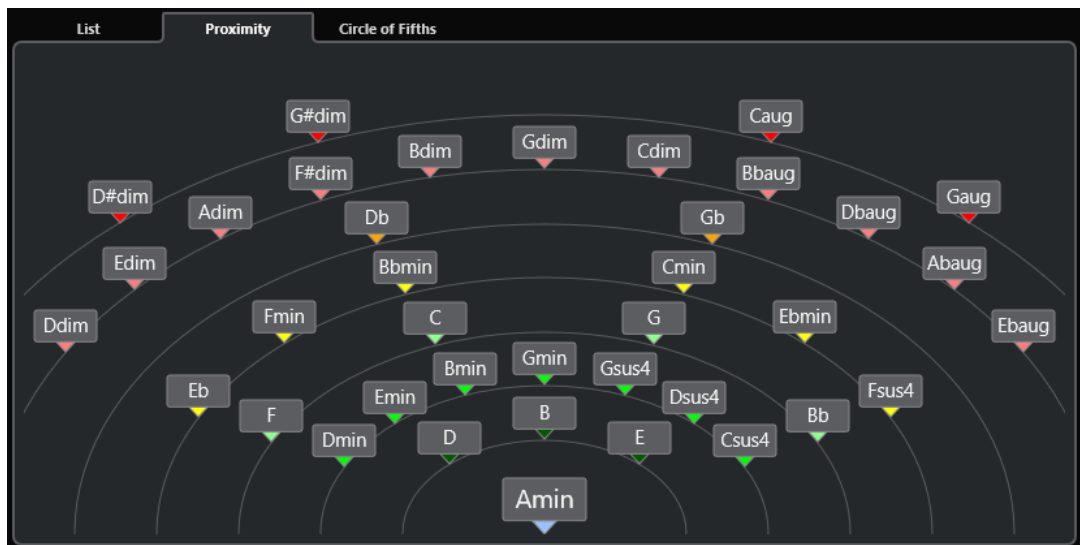 List Proximity Circle of Fifths
G#dim Caug
Bdim Gdim Cdim
F#dim Bbaug
D#dim Adim Db Gb Dbaug Gaug
Edim Bbmin Cmin Abaug
Ddim Fmin C G Ebmin Ebaug
Bmin Gmin Gsus4
Eb Emin Dsus4 Fsus4
F B Bb
Dmin D E Csus4
Amin